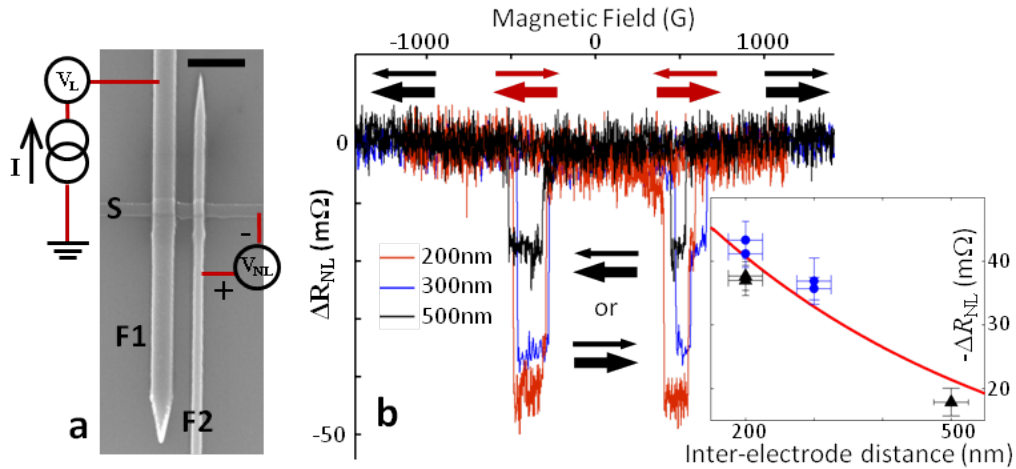 V_L
I
S
-
V_NL
+
F1
F2
a
Magnetic Field (G)
-1000 0 1000
0
-50
ΔR_NL (mΩ)
200nm
300nm
500nm
or
b
40
30
20
-ΔR_NL (mΩ)
200 500
Inter-electrode distance (nm)